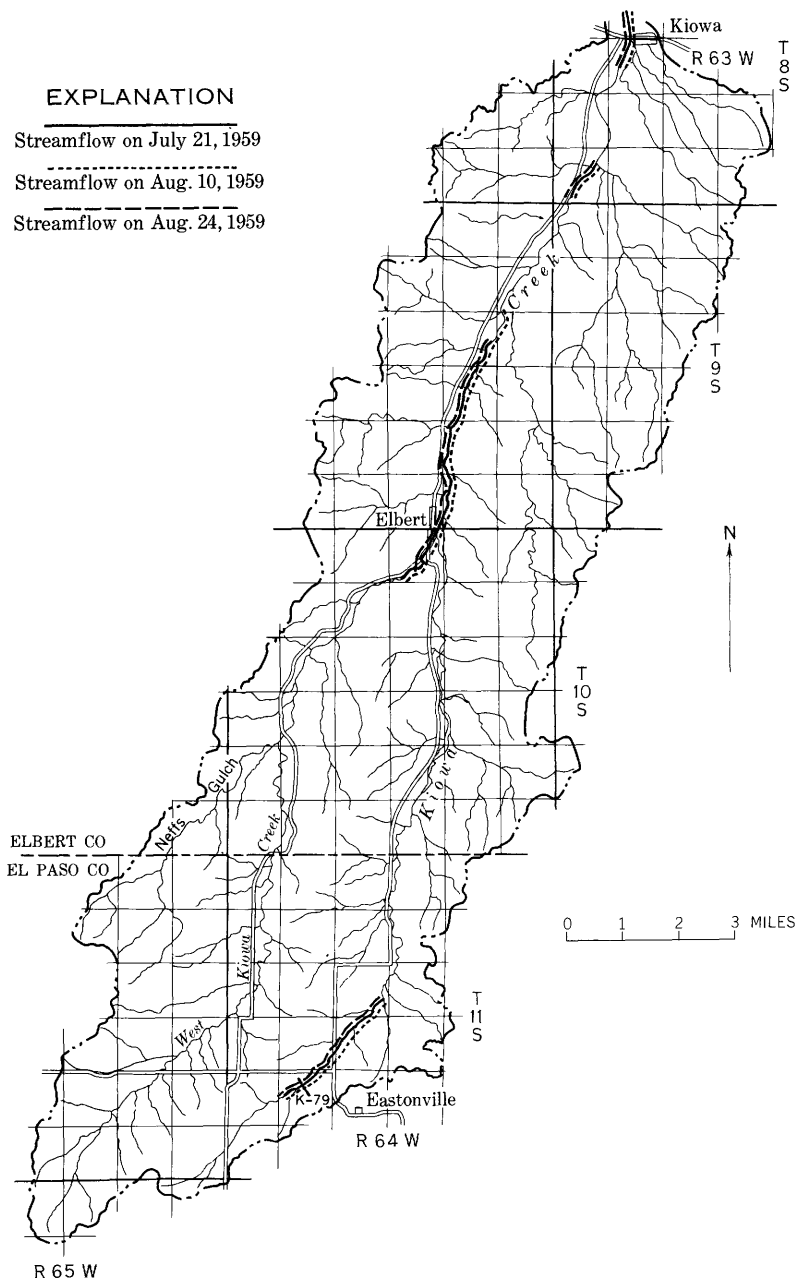 Kiowa
R 63 W
T
8
S
EXPLANATION
Streamflow on July 21, 1959
Streamflow on Aug. 10, 1959
Streamflow on Aug. 24, 1959
Creek
T
9
S
Elbert
N
T
10
S
Kiowa
Neffs Gulch
Creek
ELBERT CO
EL PASO CO
0 1 2 3 MILES
Kiowa
West
T
11
S
K-79
Eastonville
R 64 W
R 65 W